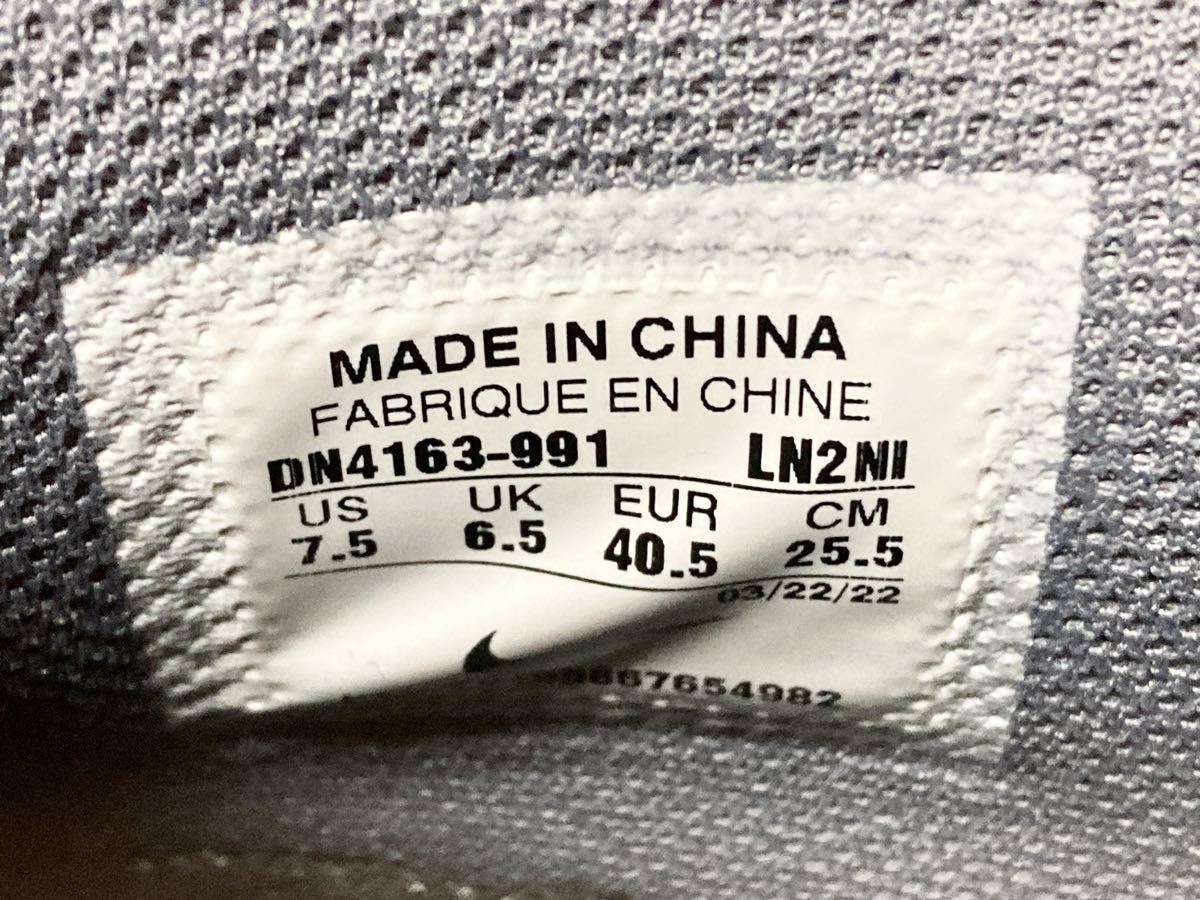 MADE IN CHINA
FABRIQUE EN CHINE
DN4163-991 LN2NI
US UK EUR CM
7.5 6.5 40.5 25.5
03/22/22